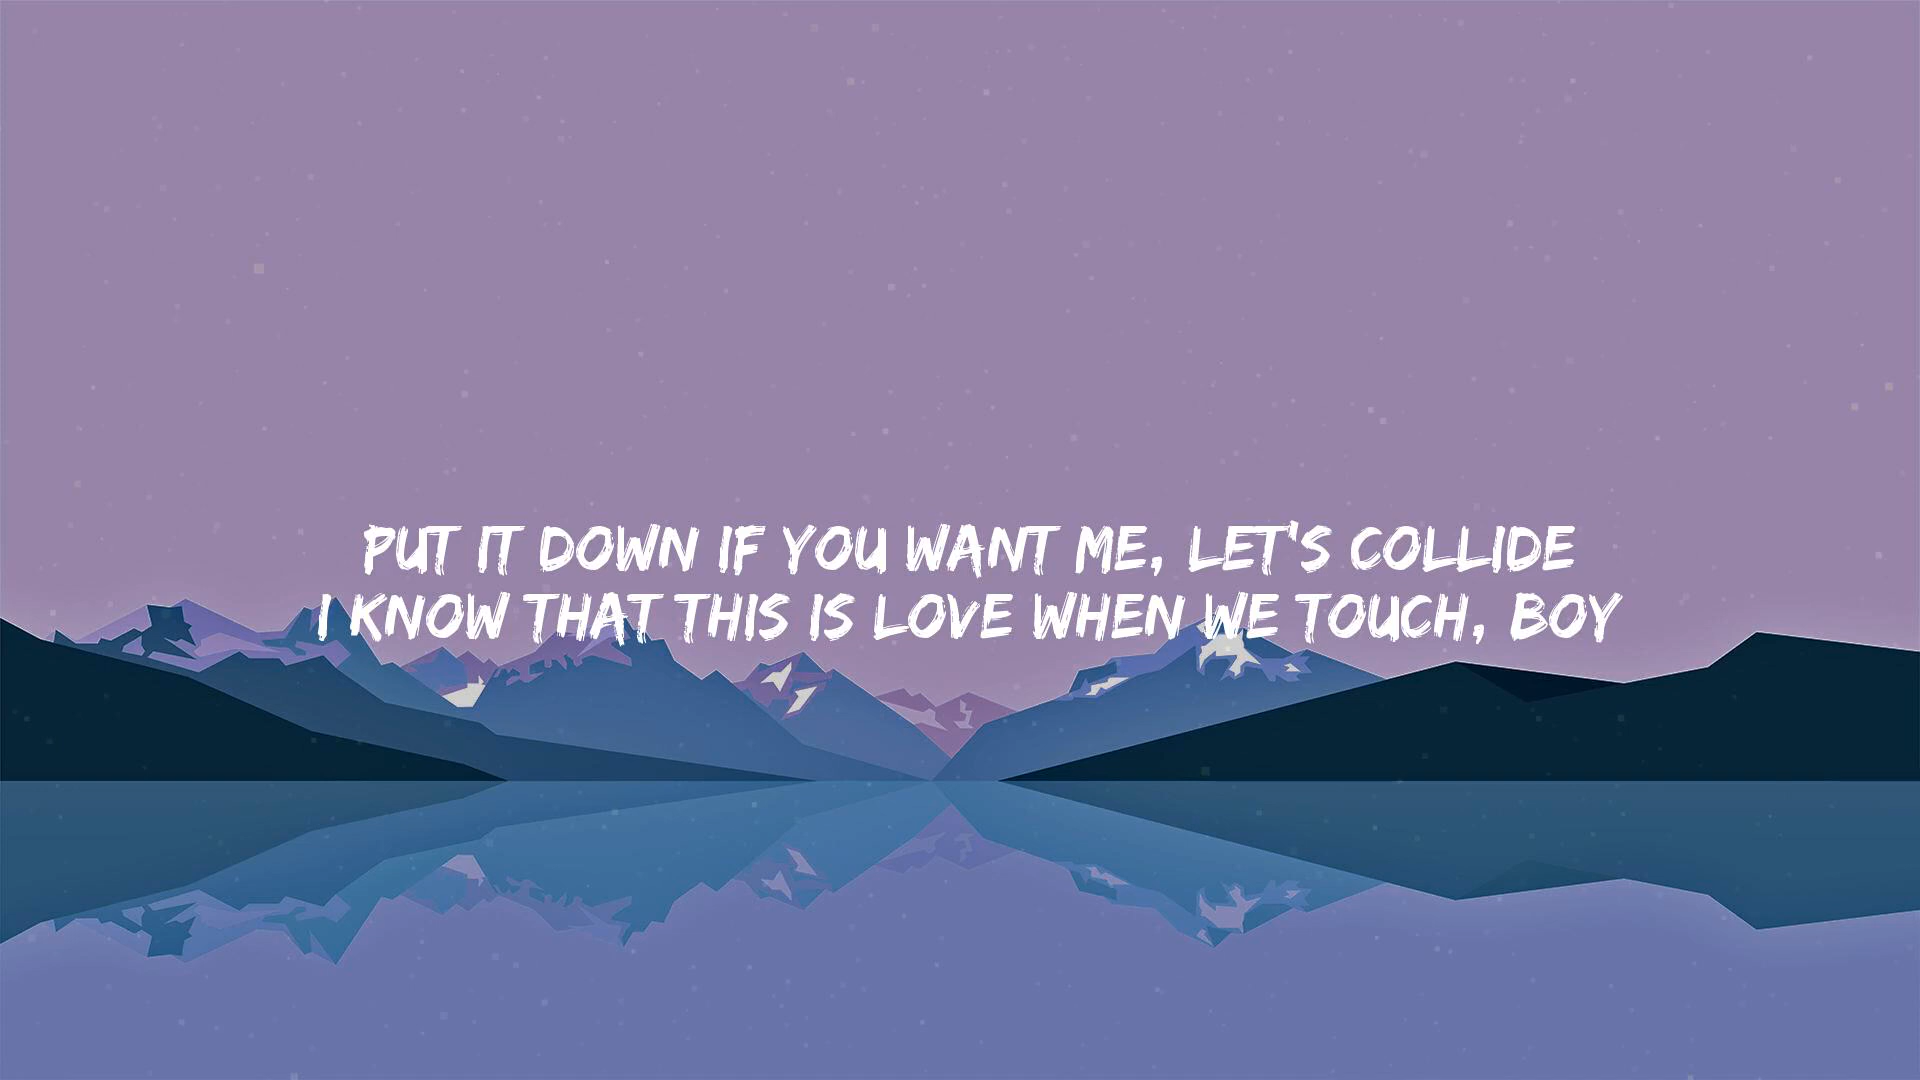 PUT IT DOWN IF YOU WANT ME, LET'S COLLIDE
I KNOW THAT THIS IS LOVE WHEN WE TOUCH, BOY